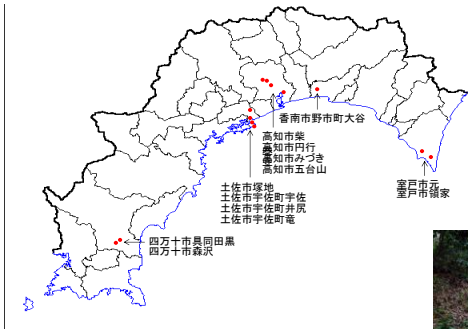 香南市野市町大谷
高知市柴
高知市円行
高知市みづき
高知市五台山
土佐市塚地
土佐市宇佐町宇佐
土佐市宇佐町井尻
土佐市宇佐町竜
室戸市元
室戸市領家
四万十市具同田黒
四万十市森沢